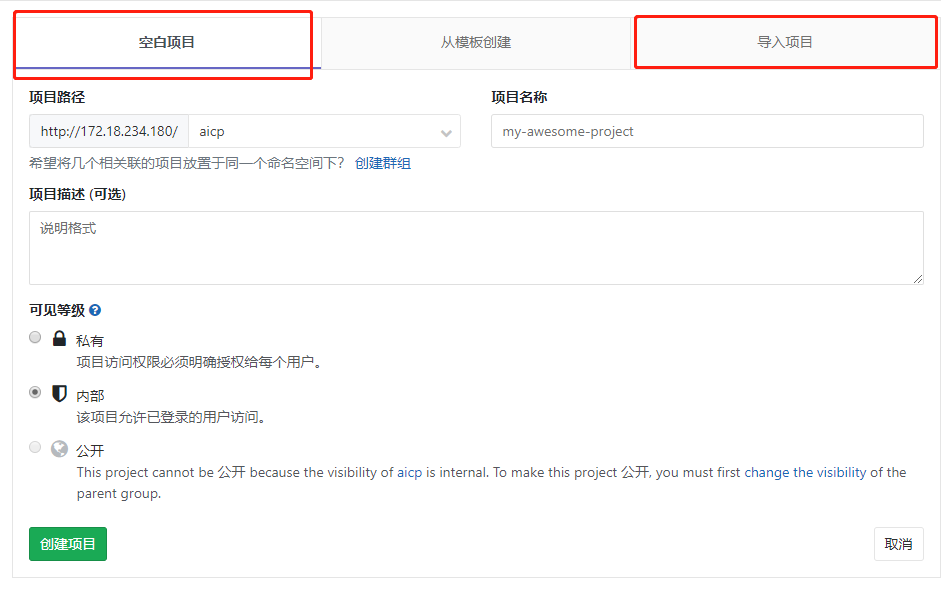 空白项目
从模板创建
导入项目
项目路径
项目名称
http://172.18.234.180/
aicp
my-awesome-project
希望将几个相关联的项目放置于同一个命名空间下? 创建群组
项目描述 (可选)
说明格式
可见等级
私有
项目访问权限必须明确授权给每个用户。
内部
该项目允许已登录的用户访问。
公开
This project cannot be 公开 because the visibility of aicp is internal. To make this project 公开, you must first change the visibility of the
parent group.
创建项目
取消